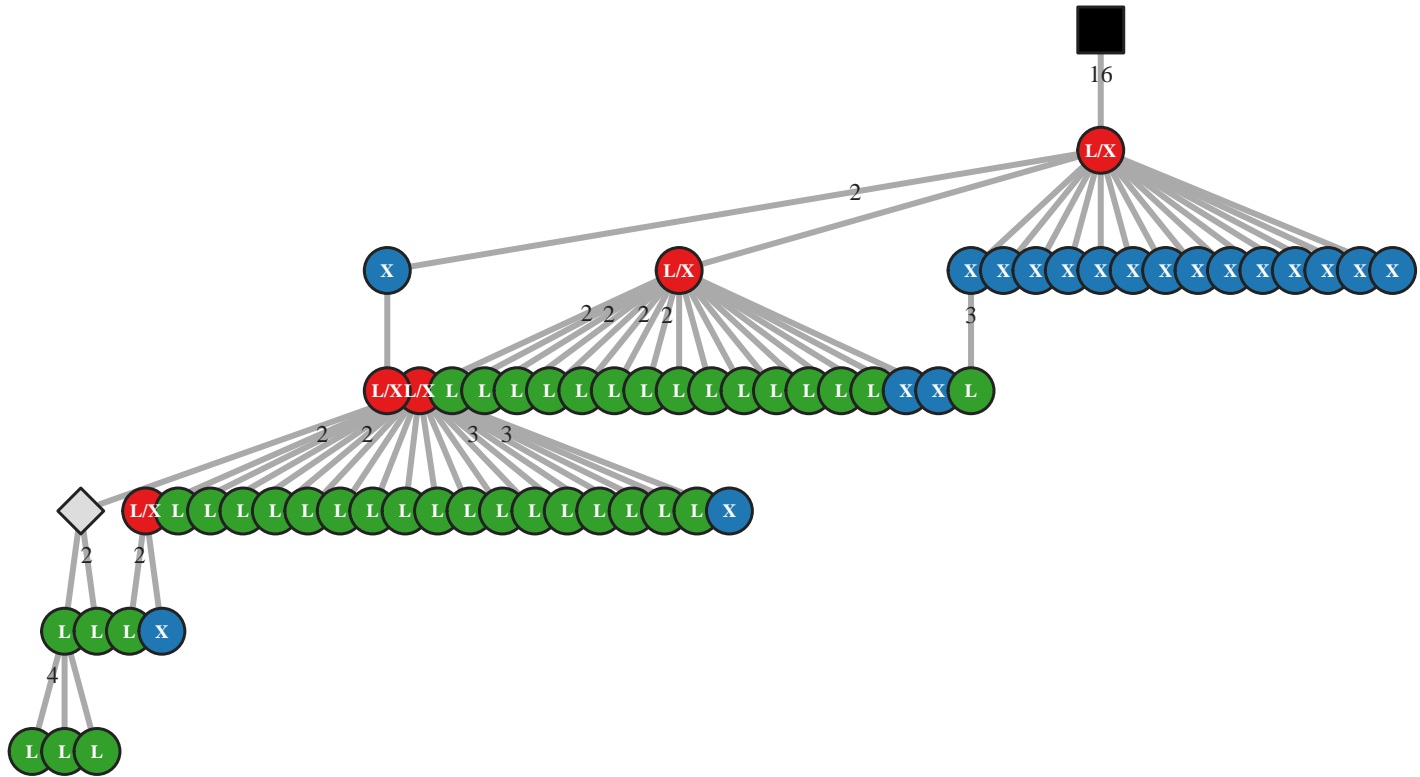 16
L/X
2
X L/X X X X X X X X X X X X X X X
2 2 2 2 3
L/X L/X L L L L L L L L L L L L L L X X L
2 2 3 3
L/X L L L L L L L L L L L L L L L L L X
2 2
L L L X
4
L L L